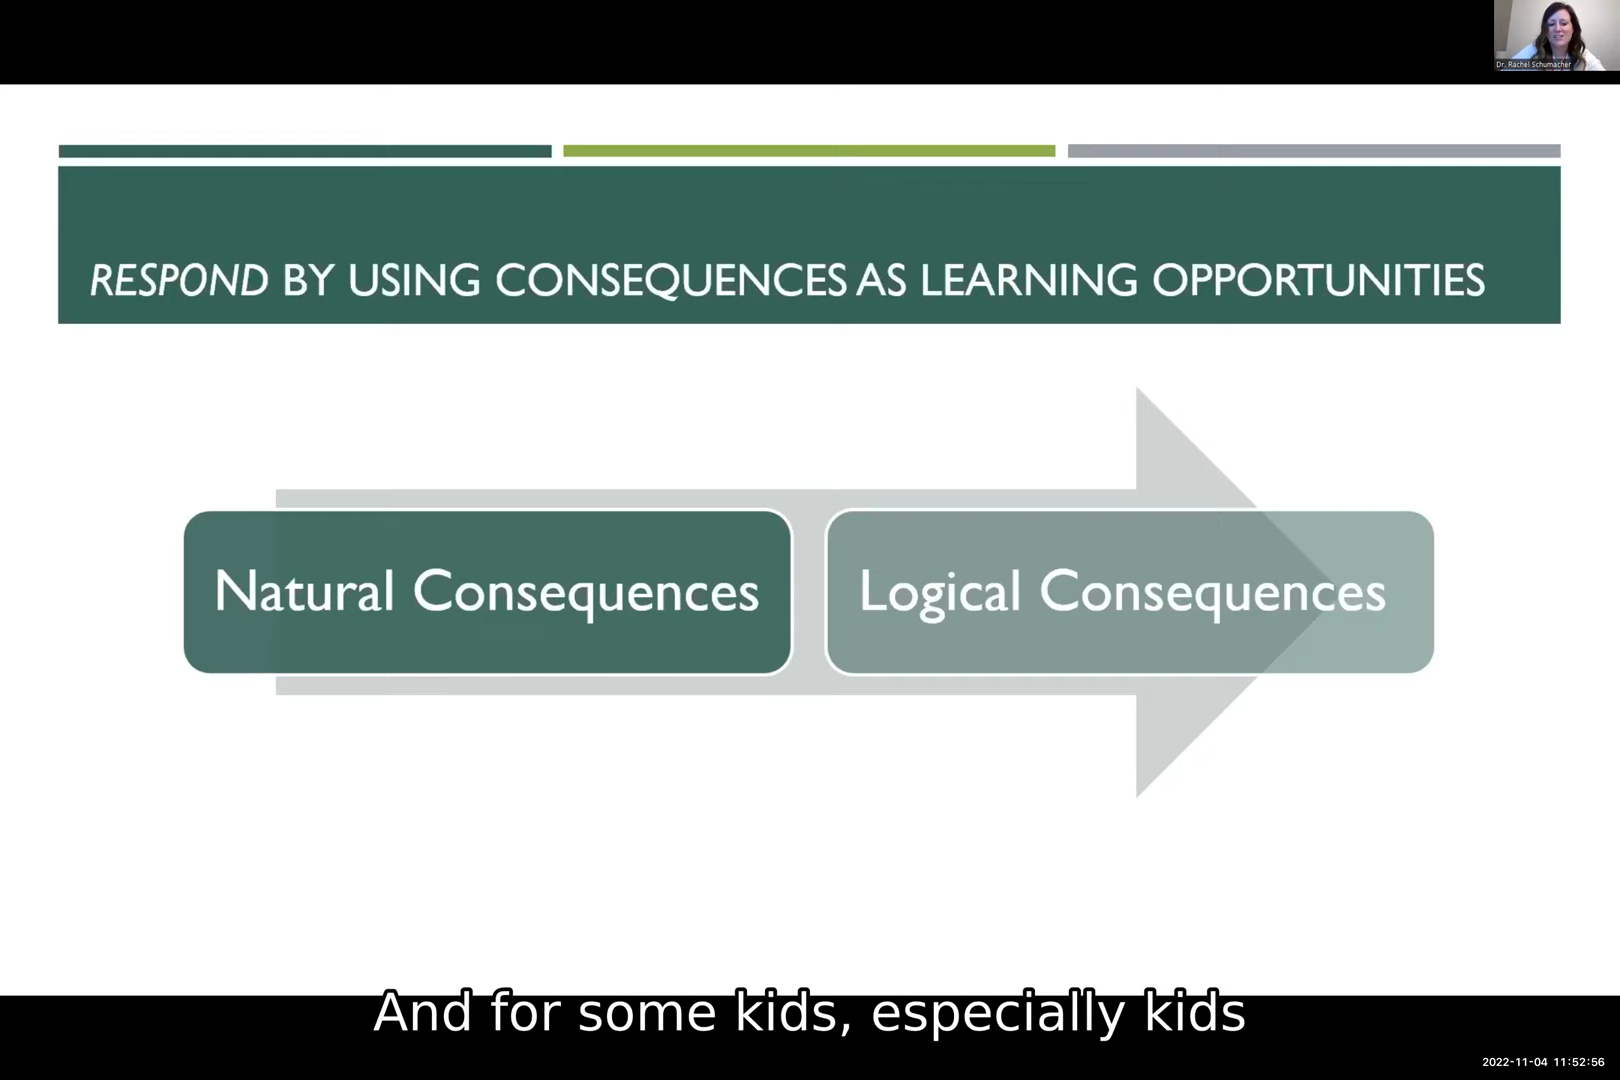 Dr. Rachel Schumacher
RESPOND BY USING CONSEQUENCES AS LEARNING OPPORTUNITIES
Natural Consequences
Logical Consequences
And for some kids, especially kids
2022-11-04 11:52:56